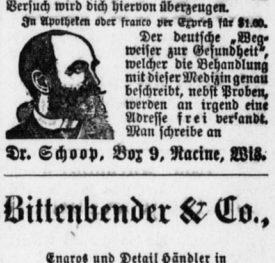 Versuch wird dich hiervon überzeugen.
In Apotheken oder franco per Expreß für $1.00.
Der deutsche „Weg-
weiser zur Gesundheit",
welcher die Behandlung
mit dieser Medizin genau
beschreibt, nebst Proben,
werden an irgend eine
Adresse frei versandt.
Man schreibe an
Dr. Schoop, Box 9, Racine, Wis.
Bittenbender & Co.,
Engros und Detail Händler in